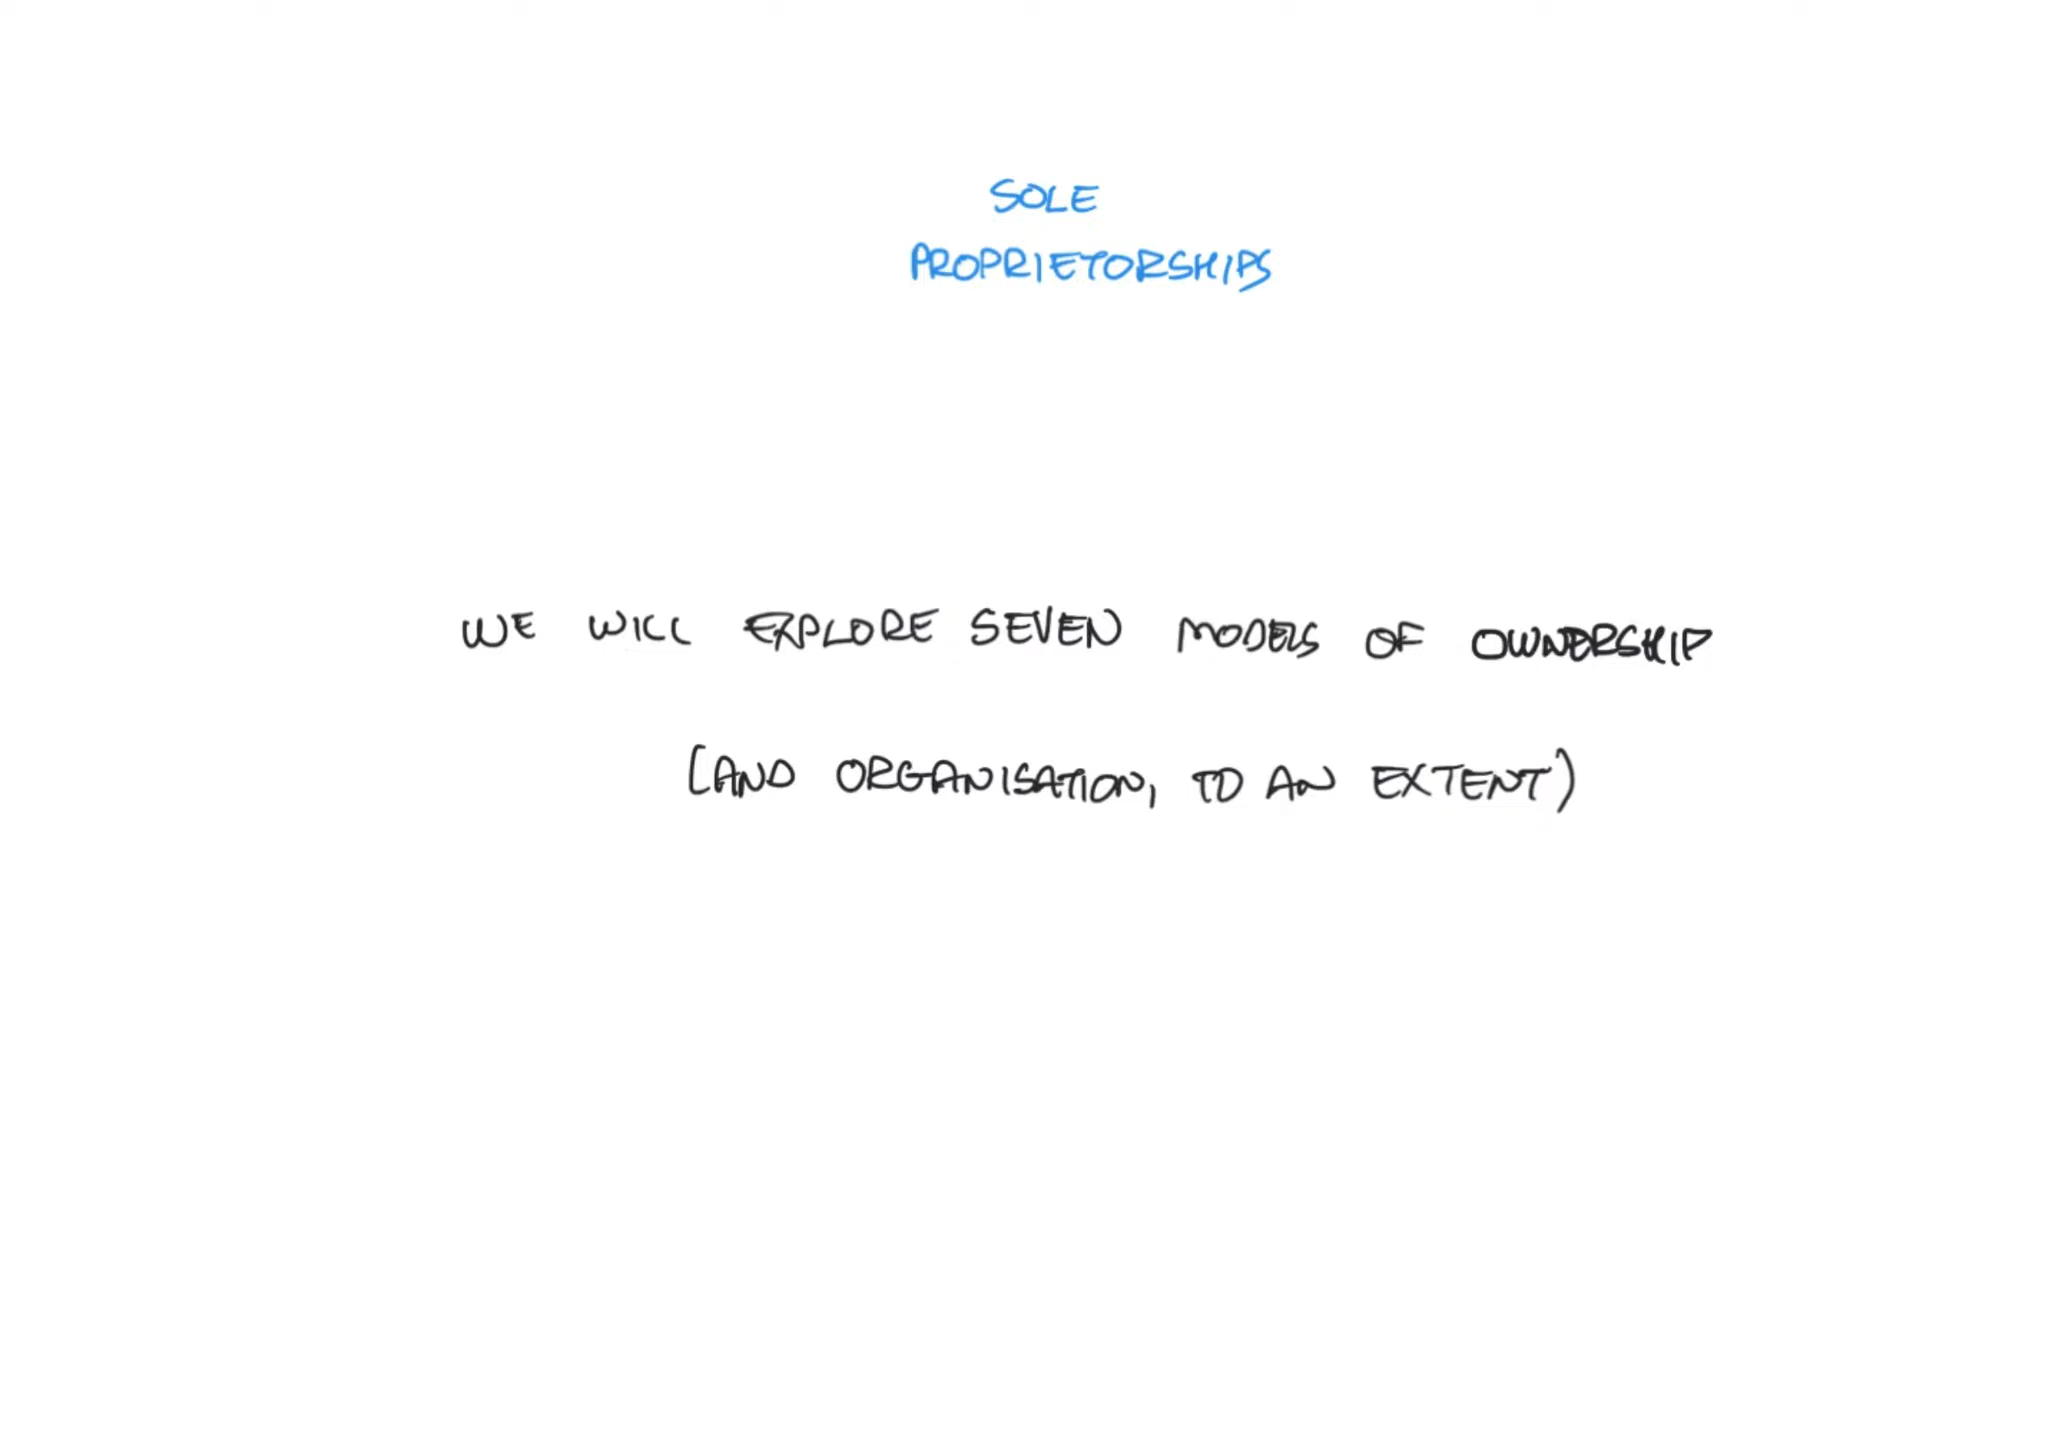 SOLE
PROPRIETORSHIPS
WE WILL EXPLORE SEVEN MODELS OF OWNERSHIP
(AND ORGANISATION, TO AN EXTENT)